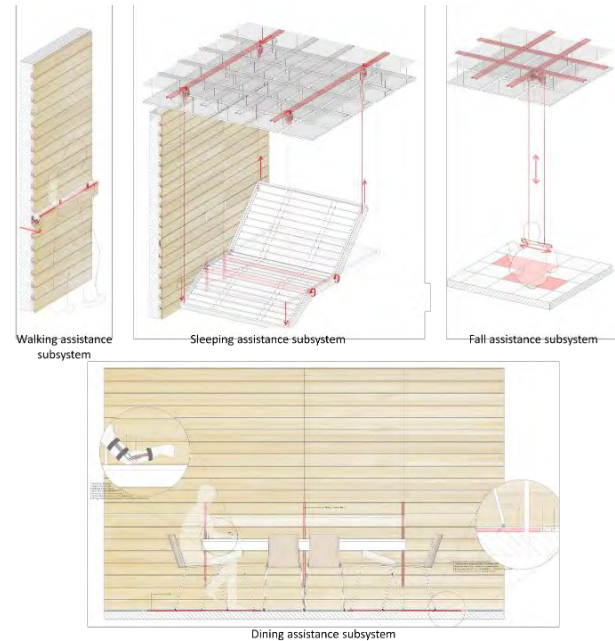 Walking assistance
subsystem
Sleeping assistance subsystem
Fall assistance subsystem
Dining assistance subsystem